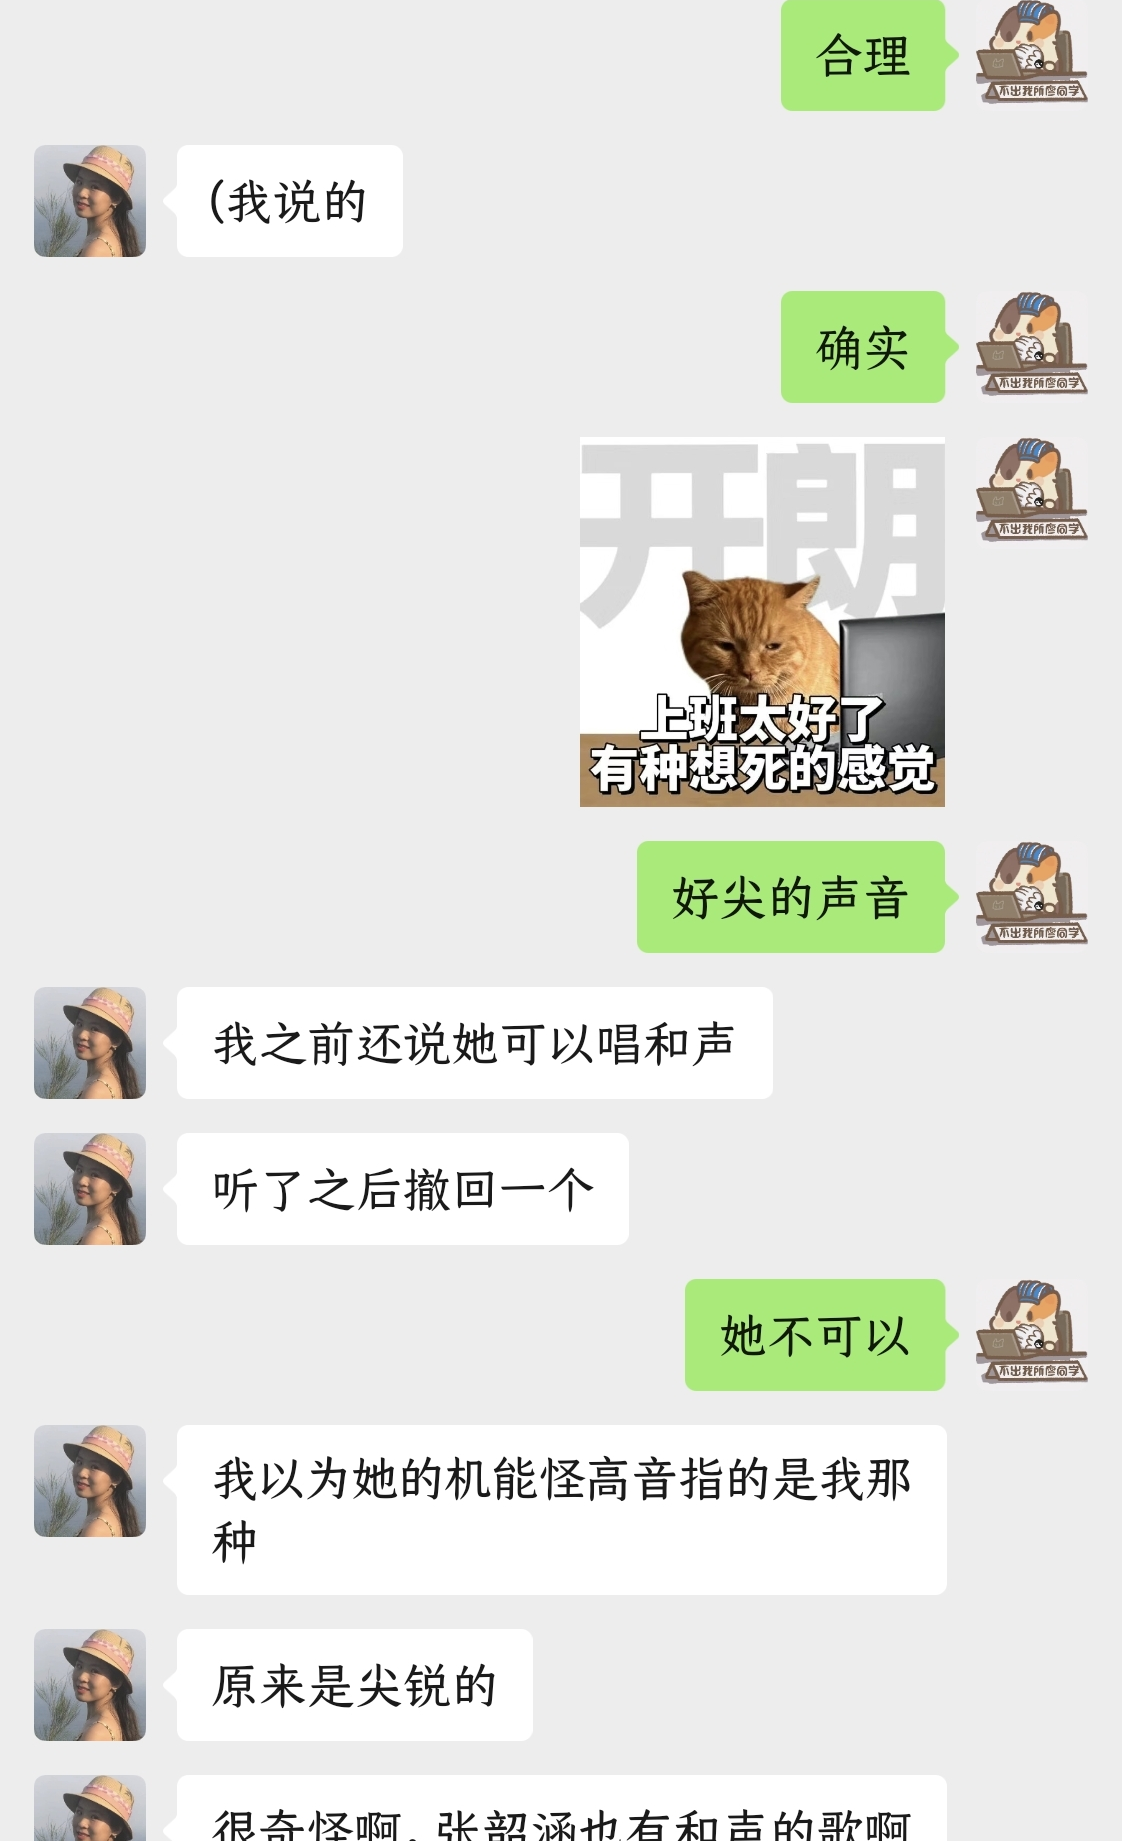 合理
不出我所廖同学
(我说的
确实
不出我所廖同学
开朗
上班太好了
有种想死的感觉
不出我所廖同学
好尖的声音
不出我所廖同学
我之前还说她可以唱和声
听了之后撤回一个
她不可以
不出我所廖同学
我以为她的机能怪高音指的是我那
种
原来是尖锐的
很奇怪啊，张韶涵也有和声的歌啊